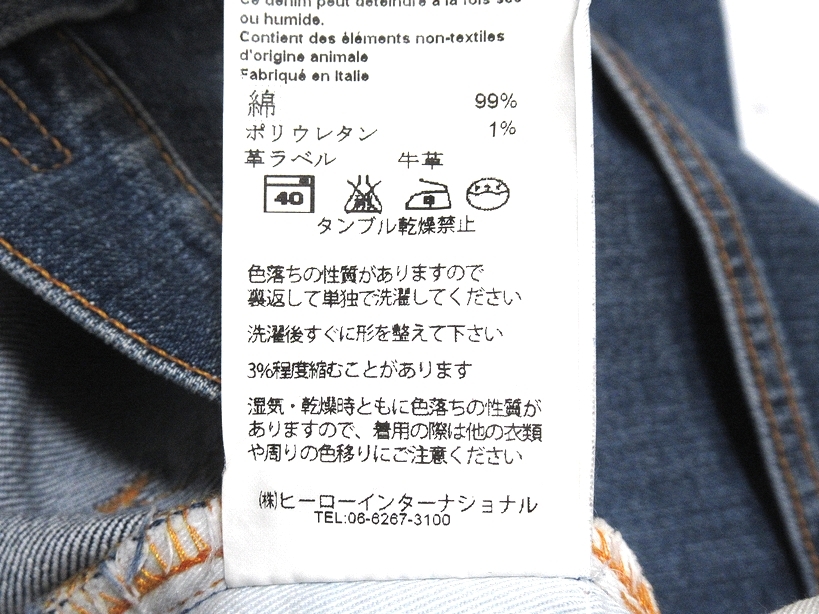 Ce denim peut déteindre à la fois sec
ou humide.
Contient des éléments non-textiles
d'origine animale
Fabriqué en Italie
綿 99%
ポリウレタン 1%
革ラベル 牛革
40
タンブル乾燥禁止
色落ちの性質がありますので
裏返して単独で洗濯してください
洗濯後すぐに形を整えて下さい
3%程度縮むことがあります
湿気・乾燥時ともに色落ちの性質が
ありますので、着用の際は他の衣類
や周りの色移りにご注意ください
㈱ヒーローインターナショナル
TEL:06-6267-3100